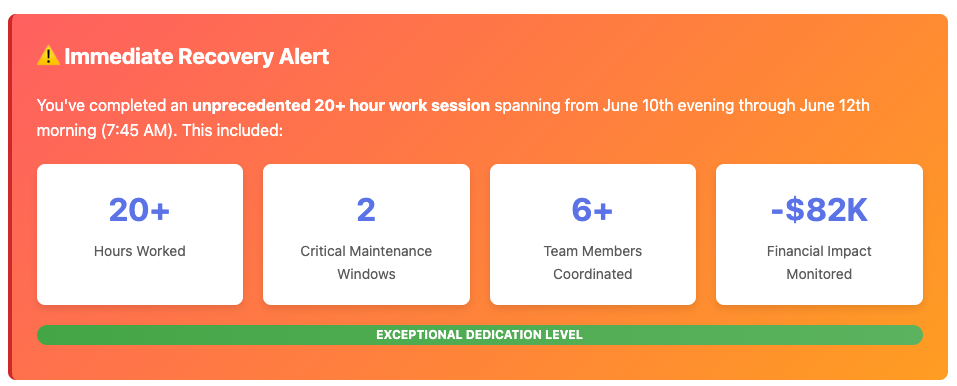 ⚠️ Immediate Recovery Alert
You've completed an unprecedented 20+ hour work session spanning from June 10th evening through June 12th
morning (7:45 AM). This included:
20+
Hours Worked
2
Critical Maintenance
Windows
6+
Team Members
Coordinated
-$82K
Financial Impact
Monitored
EXCEPTIONAL DEDICATION LEVEL